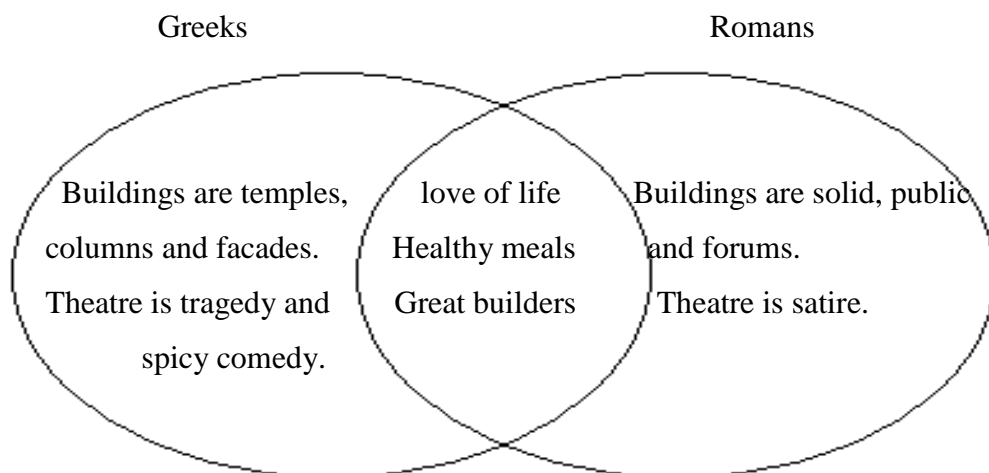 Greeks
Romans
Buildings are temples,
columns and facades.
Theatre is tragedy and
spicy comedy.
love of life
Healthy meals
Great builders
Buildings are solid, public
and forums.
Theatre is satire.